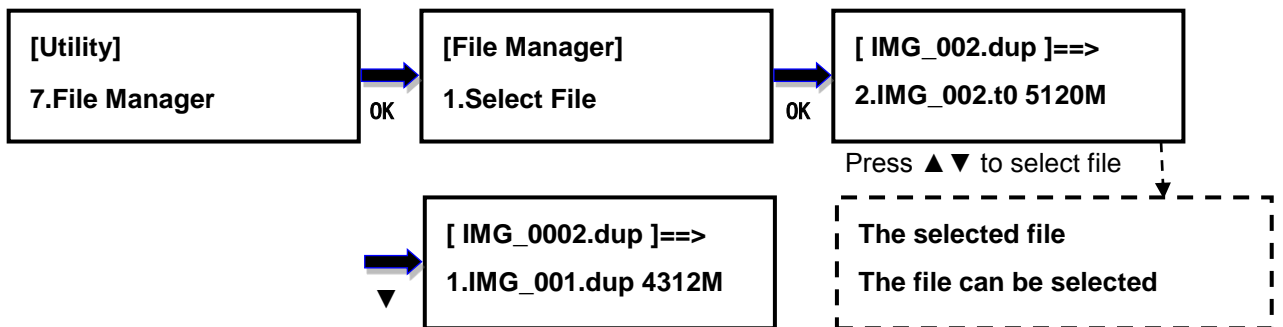 [Utility]
7.File Manager
OK
[File Manager]
1.Select File
OK
[ IMG_002.dup ]==>
2.IMG_002.t0 5120M
Press ▲▼ to select file
▼
[ IMG_0002.dup ]==>
1.IMG_001.dup 4312M
The selected file
The file can be selected